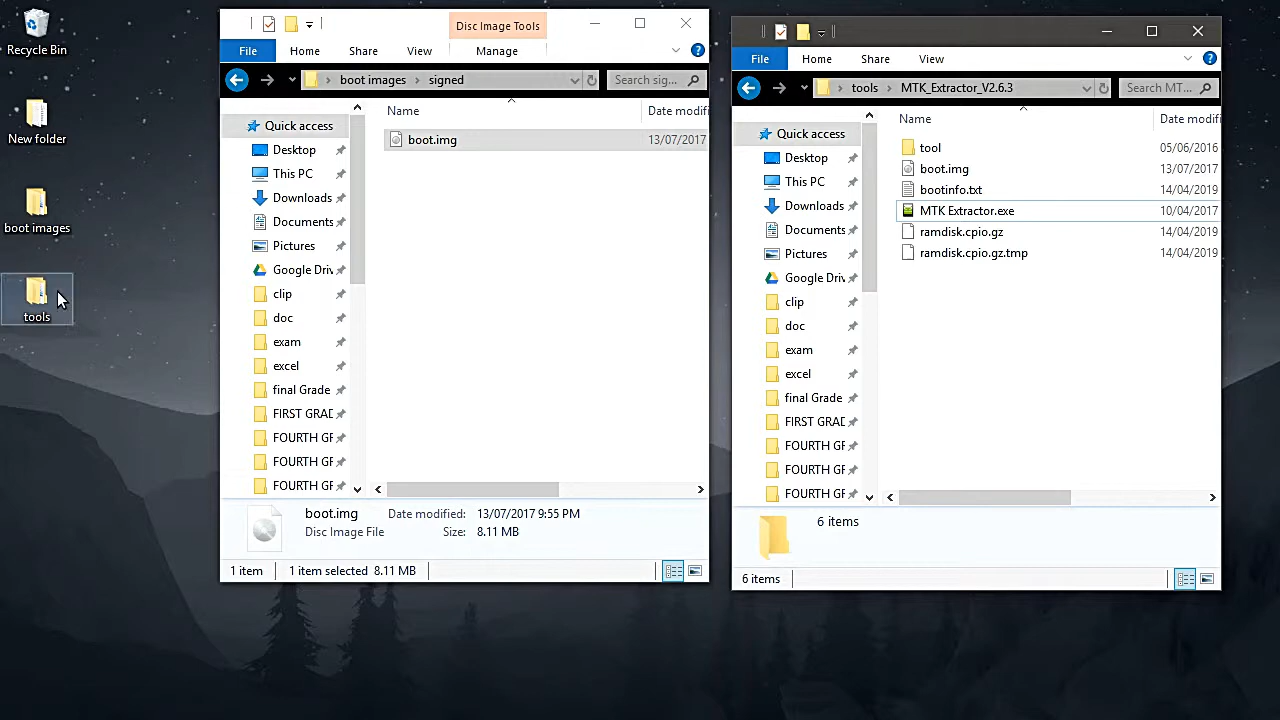 Recycle Bin
New folder
boot images
tools
Disc Image Tools
File
Home
Share
View
Manage
boot images
signed
Search sig...
Name
Date modifi
Quick access
boot.img
13/07/2017
Desktop
This PC
Downloads
Documents
Pictures
Google Driv
clip
doc
exam
excel
final Grade
FIRST GRAD
FOURTH GF
FOURTH GF
FOURTH GF
boot.img
Date modified:
13/07/2017 9:55 PM
Disc Image File
Size:
8.11 MB
1 item
1 item selected 8.11 MB
File
Home
Share
View
tools
MTK_Extractor_V2.6.3
Search MT...
Name
Date modif
Quick access
Desktop
This PC
Downloads
Documents
Pictures
Google Driv
clip
doc
exam
excel
final Grade
FIRST GRAD
FOURTH GF
FOURTH GF
FOURTH GF
tool
05/06/2016
boot.img
13/07/2017
bootinfo.txt
14/04/2019
MTK Extractor.exe
10/04/2017
ramdisk.cpio.gz
14/04/2019
ramdisk.cpio.gz.tmp
14/04/2019
6 items
6 items